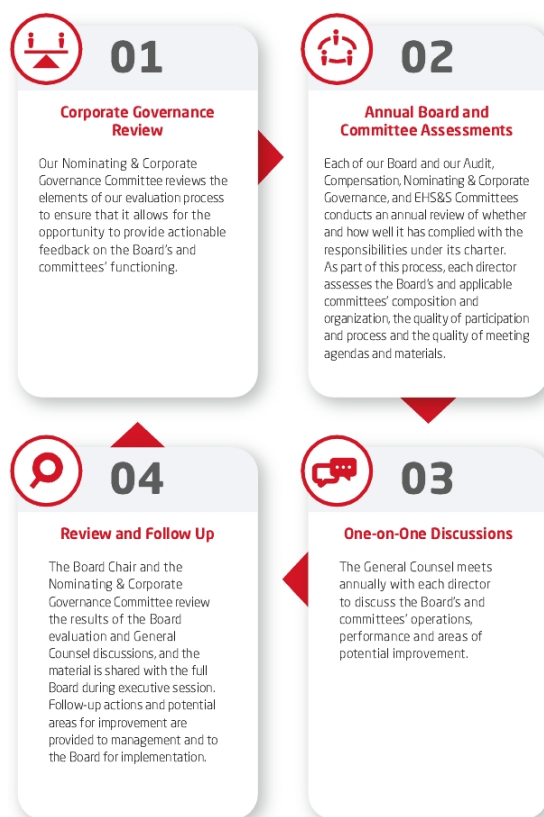 01
Corporate Governance
Review
Our Nominating & Corporate
Governance Committee reviews the
elements of our evaluation process
to ensure that it allows for the
opportunity to provide actionable
feedback on the Board's and
committees' functioning.
02
Annual Board and
Committee Assessments
Each of our Board and our Audit,
Compensation, Nominating & Corporate
Governance, and EHS&S Committees
conducts an annual review of whether
and how well it has complied with the
responsibilities under its charter.
As part of this process, each director
assesses the Board's and applicable
committees' composition and
organization, the quality of participation
and process and the quality of meeting
agendas and materials.
03
One-on-One Discussions
The General Counsel meets
annually with each director
to discuss the Board's and
committees' operations,
performance and areas of
potential improvement.
04
Review and Follow Up
The Board Chair and the
Nominating & Corporate
Governance Committee review
the results of the Board
evaluation and General
Counsel discussions, and the
material is shared with the full
Board during executive session.
Follow-up actions and potential
areas for improvement are
provided to management and to
the Board for implementation.